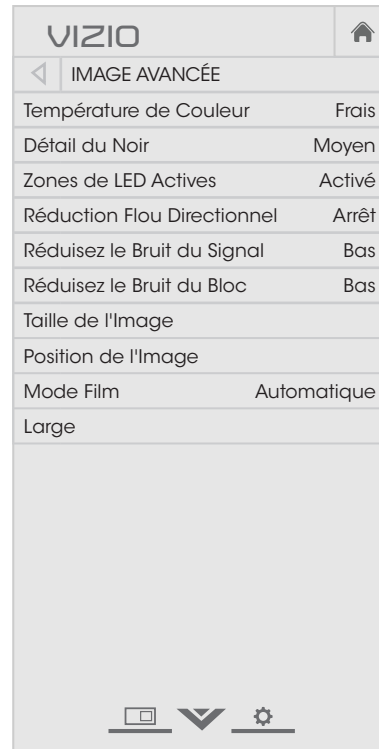 VIZIO
IMAGE AVANCÉE
Température de Couleur Frais
Détail du Noir Moyen
Zones de LED Actives Activé
Réduction Flou Directionnel Arrêt
Réduisez le Bruit du Signal Bas
Réduisez le Bruit du Bloc Bas
Taille de l'Image
Position de l'Image
Mode Film Automatique
Large